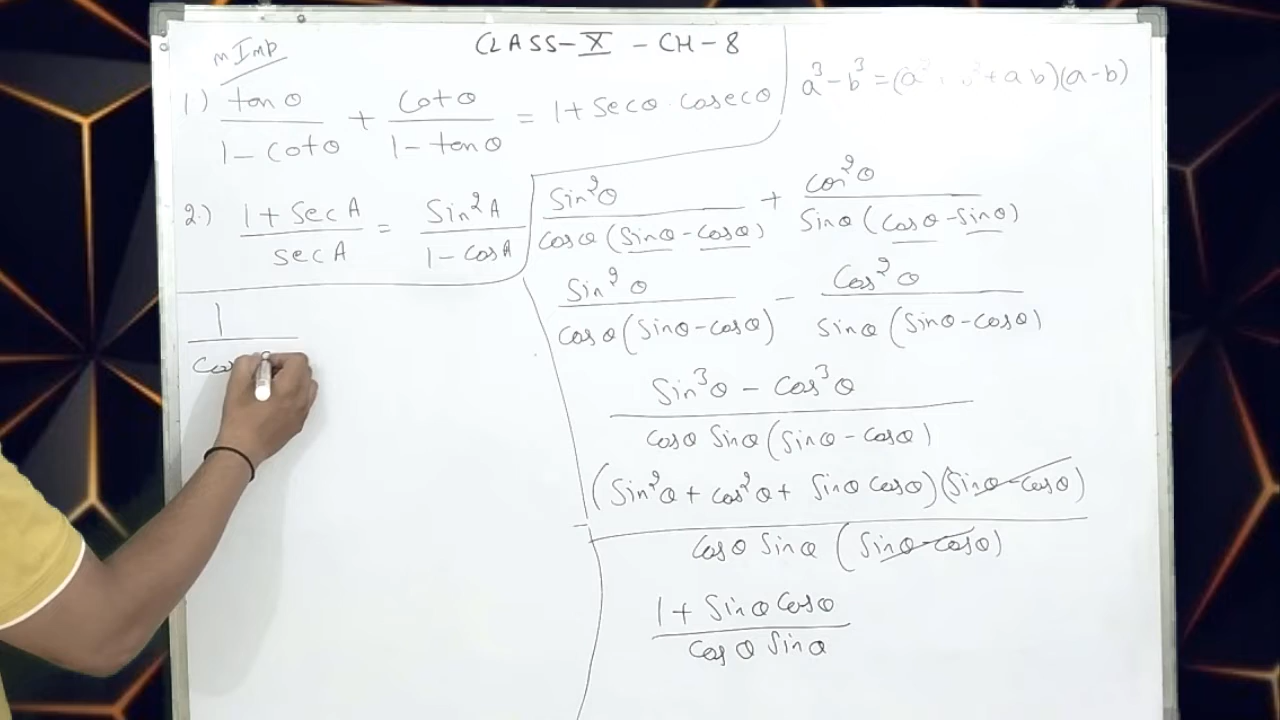 m Imp
CLASS-X - CH-8
1) tanθ/(1-cotθ) + Cotθ/(1-tanθ) = 1+Secθ.cosecθ
a³-b³ = (a² + b² + ab)(a-b)
2.) (1+SecA)/secA = Sin²A/(1-cosA)
Sin²θ/(cosθ(Sinθ-cosθ)) + Cos²θ/(Sinθ(Cosθ-Sinθ))
Sin²θ/(cosθ(Sinθ-cosθ)) - Cos²θ/(Sinθ(Sinθ-cosθ))
Sin³θ - Cos³θ/(cosθ Sinθ(Sinθ-cosθ))
(Sin²θ + cos²θ + Sinθ Cosθ)(Sinθ-Cosθ)/(Cosθ Sinθ (Sinθ-cosθ))
1 + Sinθ Cosθ/(Cosθ Sinθ)
1/Cos